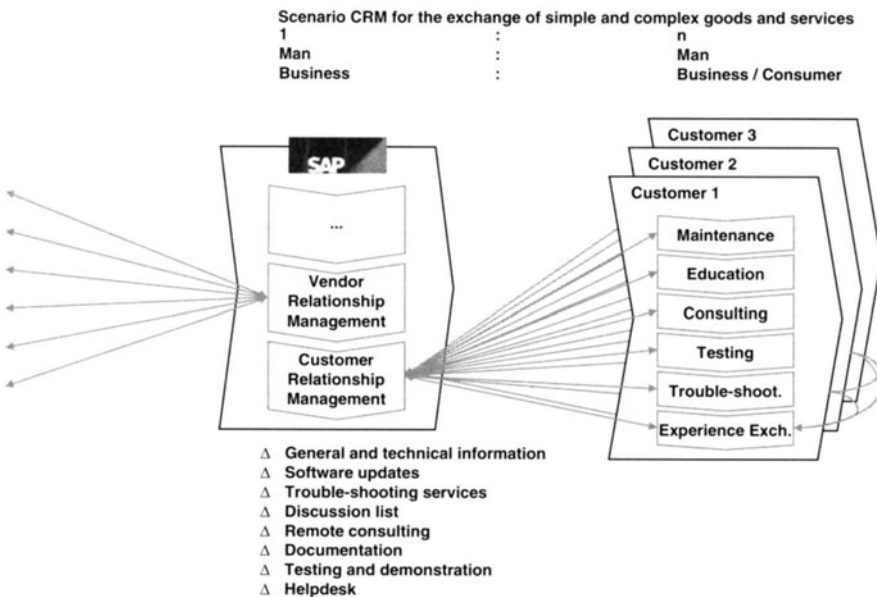 Scenario CRM for the exchange of simple and complex goods and services
1 : n
Man : Man
Business : Business / Consumer
SAP
...
Vendor
Relationship
Management
Customer
Relationship
Management
Customer 3
Customer 2
Customer 1
Maintenance
Education
Consulting
Testing
Trouble-shoot.
Experience Exch.
Δ General and technical information
Δ Software updates
Δ Trouble-shooting services
Δ Discussion list
Δ Remote consulting
Δ Documentation
Δ Testing and demonstration
Δ Helpdesk